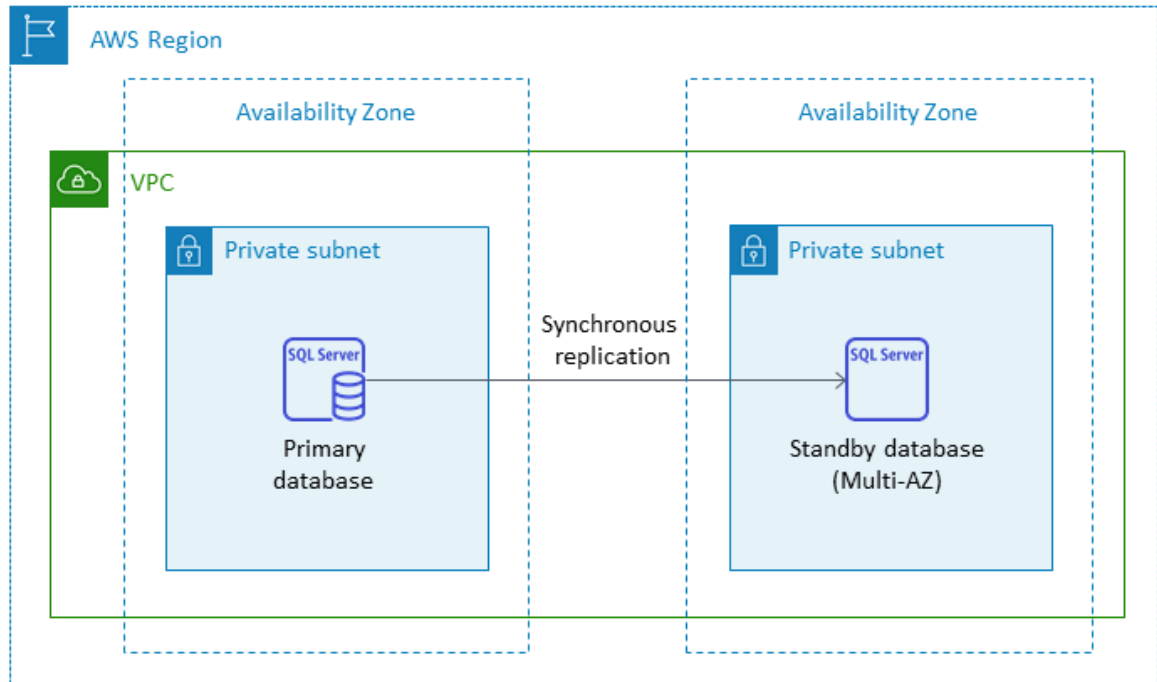 AWS Region
Availability Zone
Availability Zone
VPC
Private subnet
Private subnet
Synchronous
replication
SQL Server
SQL Server
Primary
database
Standby database
(Multi-AZ)